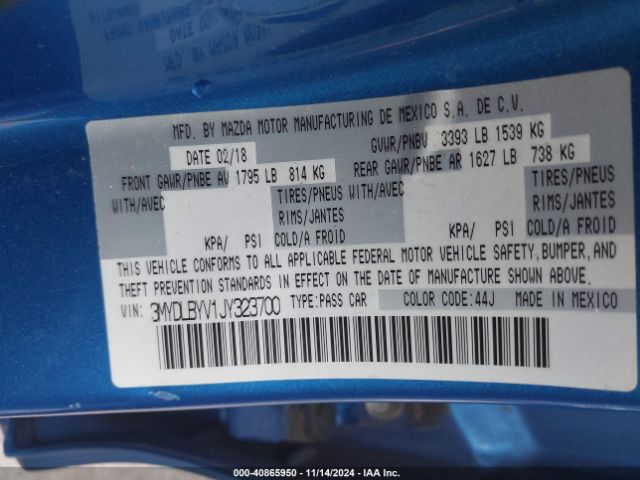 MFD. BY MAZDA MOTOR MANUFACTURING DE MEXICO S.A. DE C.V.
DATE 02/18 GVWR/PNBV 3393 LB 1539 KG
FRONT GAWR/PNBE AV 1795 LB 814 KG REAR GAWR/PNBE AR 1627 LB 738 KG
WITH/AVEC TIRES/PNEUS WITH/AVEC TIRES/PNEUS
RIMS/JANTES RIMS/JANTES
KPA/ PSI COLD/A FROID KPA/ PSI COLD/A FROID
THIS VEHICLE CONFORMS TO ALL APPLICABLE FEDERAL MOTOR VEHICLE SAFETY, BUMPER, AND
THEFT PREVENTION STANDARDS IN EFFECT ON THE DATE OF MANUFACTURE SHOWN ABOVE.
VIN: 3MYDLBYV1JY323700 TYPE:PASS CAR COLOR CODE:44J MADE IN MEXICO
000-40865950 - 11/14/2024 - IAA Inc.